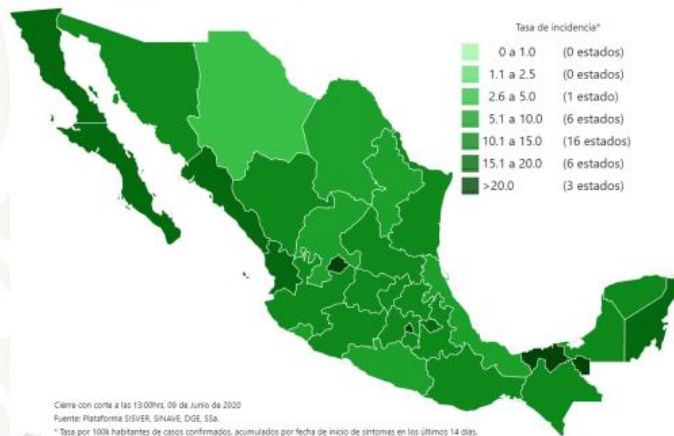 Tasa de incidencia*
0 a 1.0 (0 estados)
1.1 a 2.5 (0 estados)
2.6 a 5.0 (1 estado)
5.1 a 10.0 (6 estados)
10.1 a 15.0 (16 estados)
15.1 a 20.0 (6 estados)
>20.0 (3 estados)
Cierre con corte a las 13:00hrs, 09 de Junio de 2020
Fuente: Plataforma SISVER, SINAVE, DGE, SSa.
* Tasa por 100k habitantes de casos confirmados, acumulados por fecha de inicio de síntomas en los últimos 14 días.